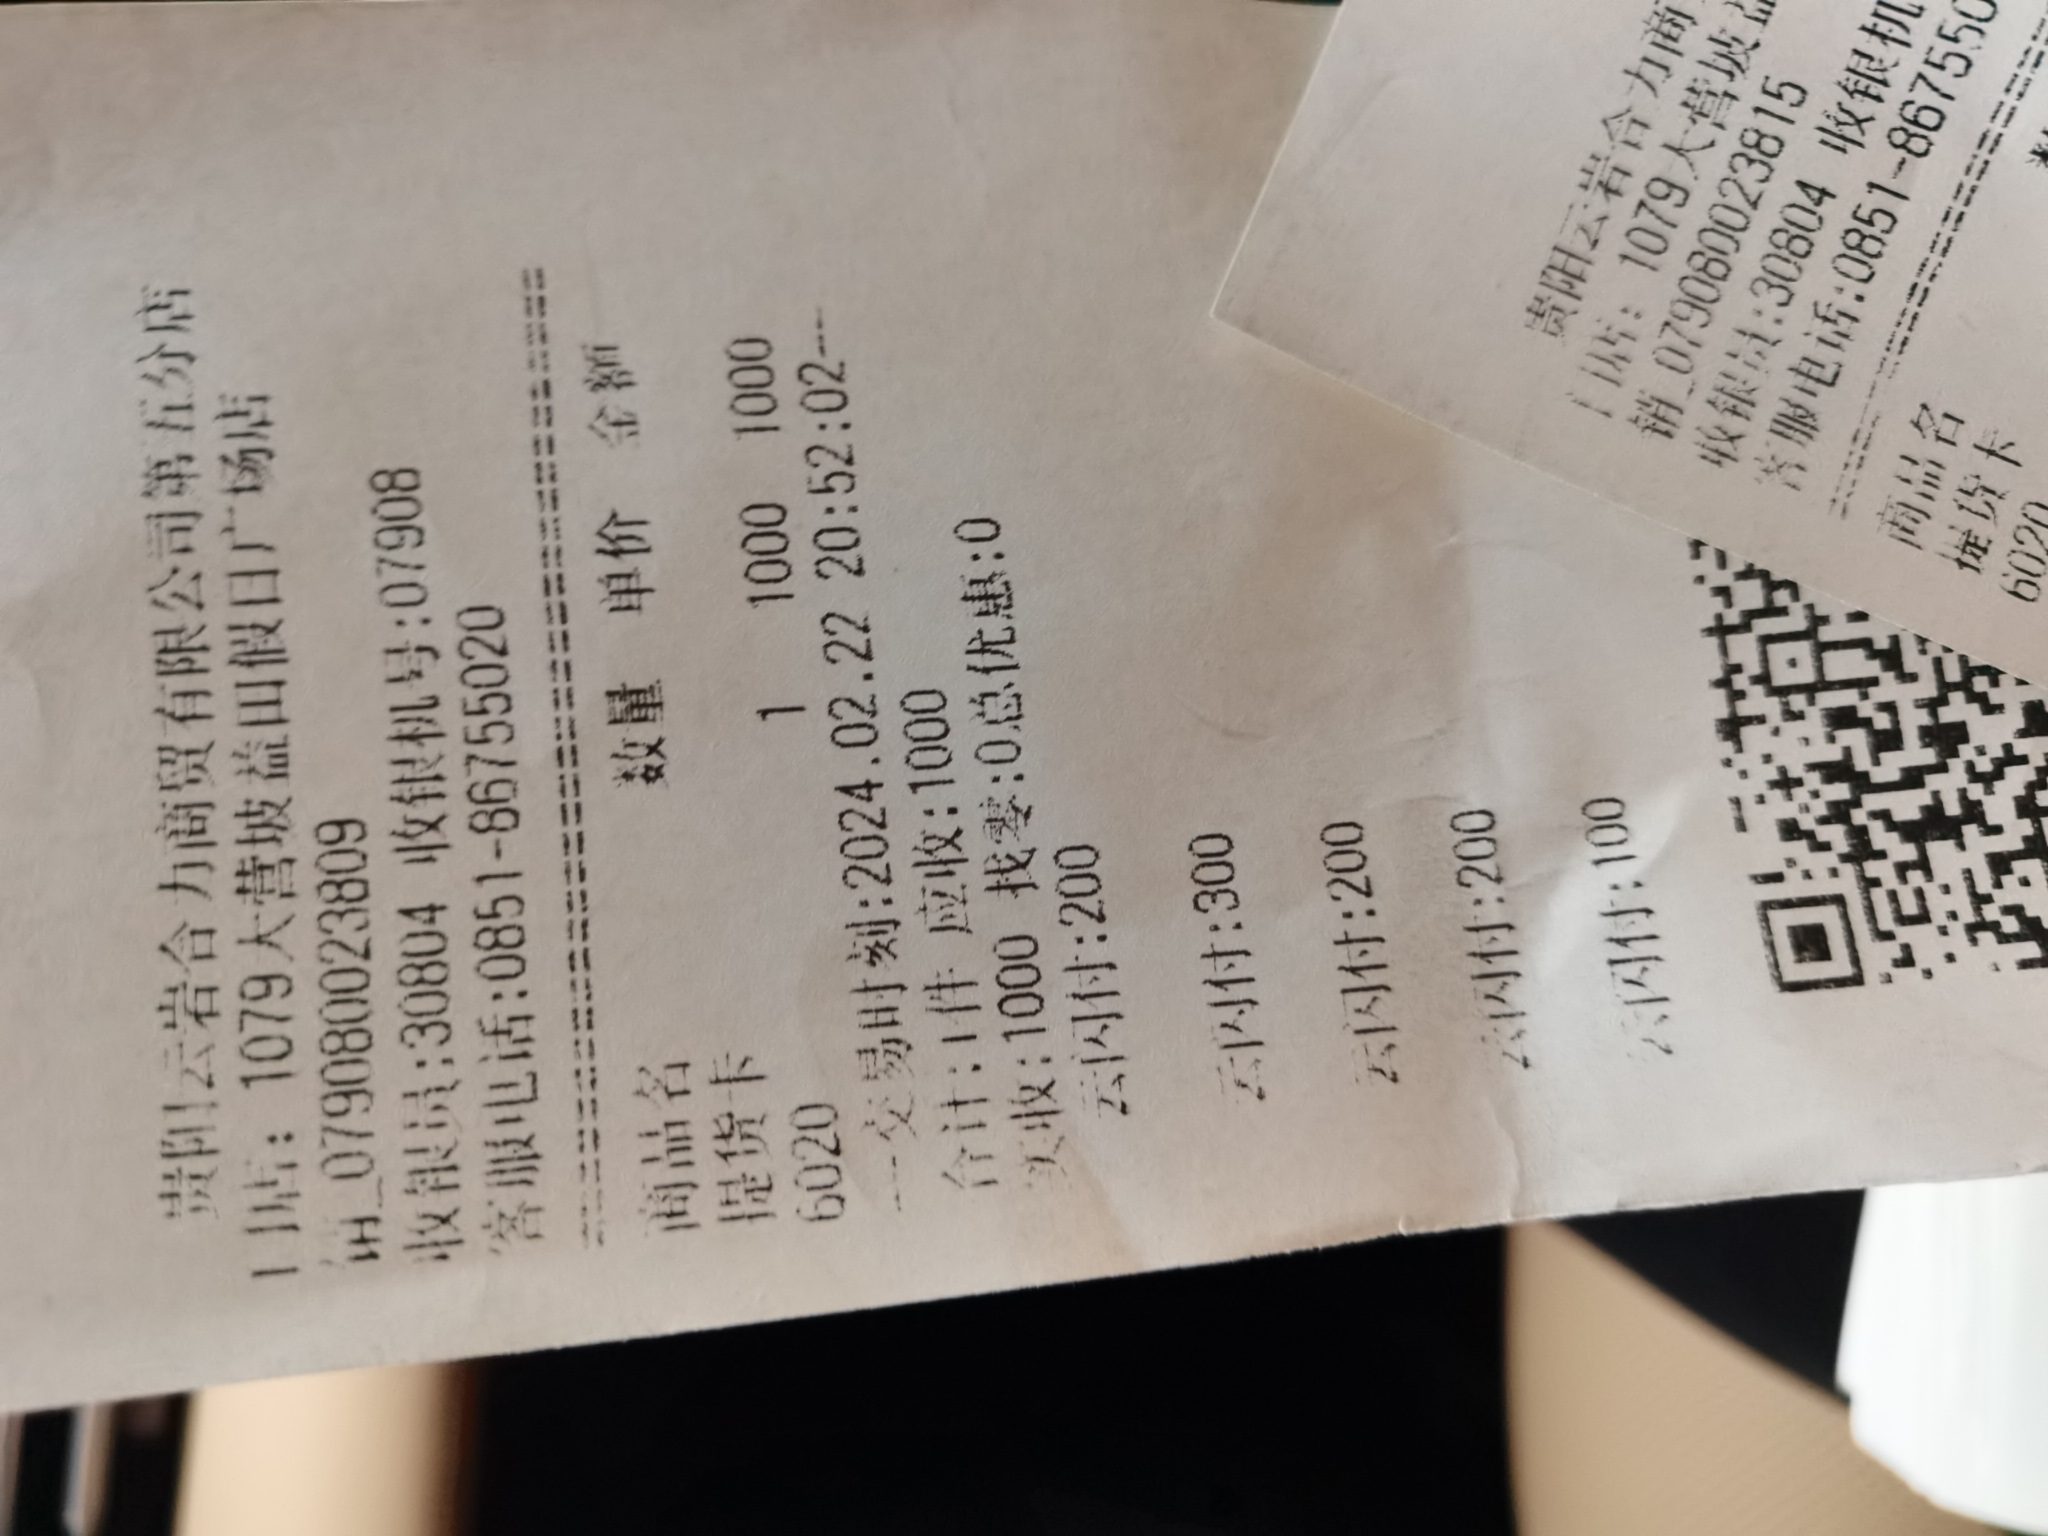 贵阳云岩合力商贸有限公司第五分店
门店：1079大营坡益田假日广场店
销_079080023809
收银员:30804 收银机号:07908
客服电话:0851-86755020
商品名 数量 单价 金额
提货卡
6020 1 1000 1000
---交易时刻:2024.02.22 20:52:02---
合计:1件 应收:1000
实收:1000 找零:0总优惠:0
云闪付:200
云闪付:300
云闪付:200
云闪付:200
云闪付:100
贵阳云岩合力商
门店：1079大营坡益
销_079080023815
收银员:30804 收银机
客服电话:0851-867550
商品名
提货卡
6020